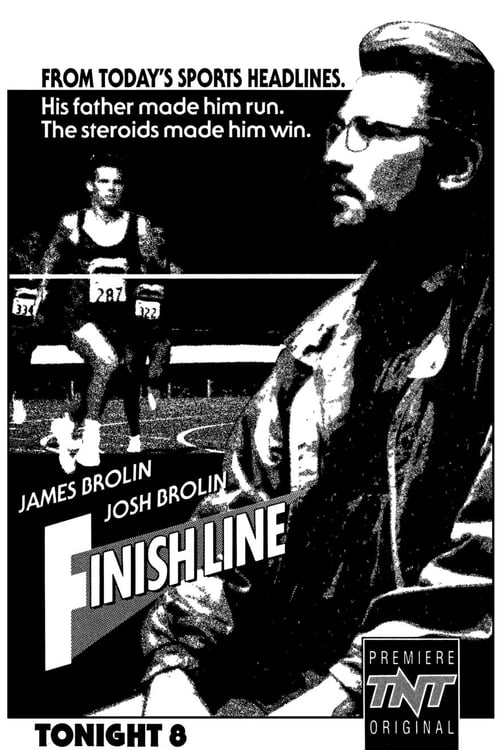 FROM TODAY'S SPORTS HEADLINES.
His father made him run.
The steroids made him win.
334
287
322
JAMES BROLIN
JOSH BROLIN
FINISH LINE
PREMIERE
TNT
ORIGINAL
TONIGHT 8